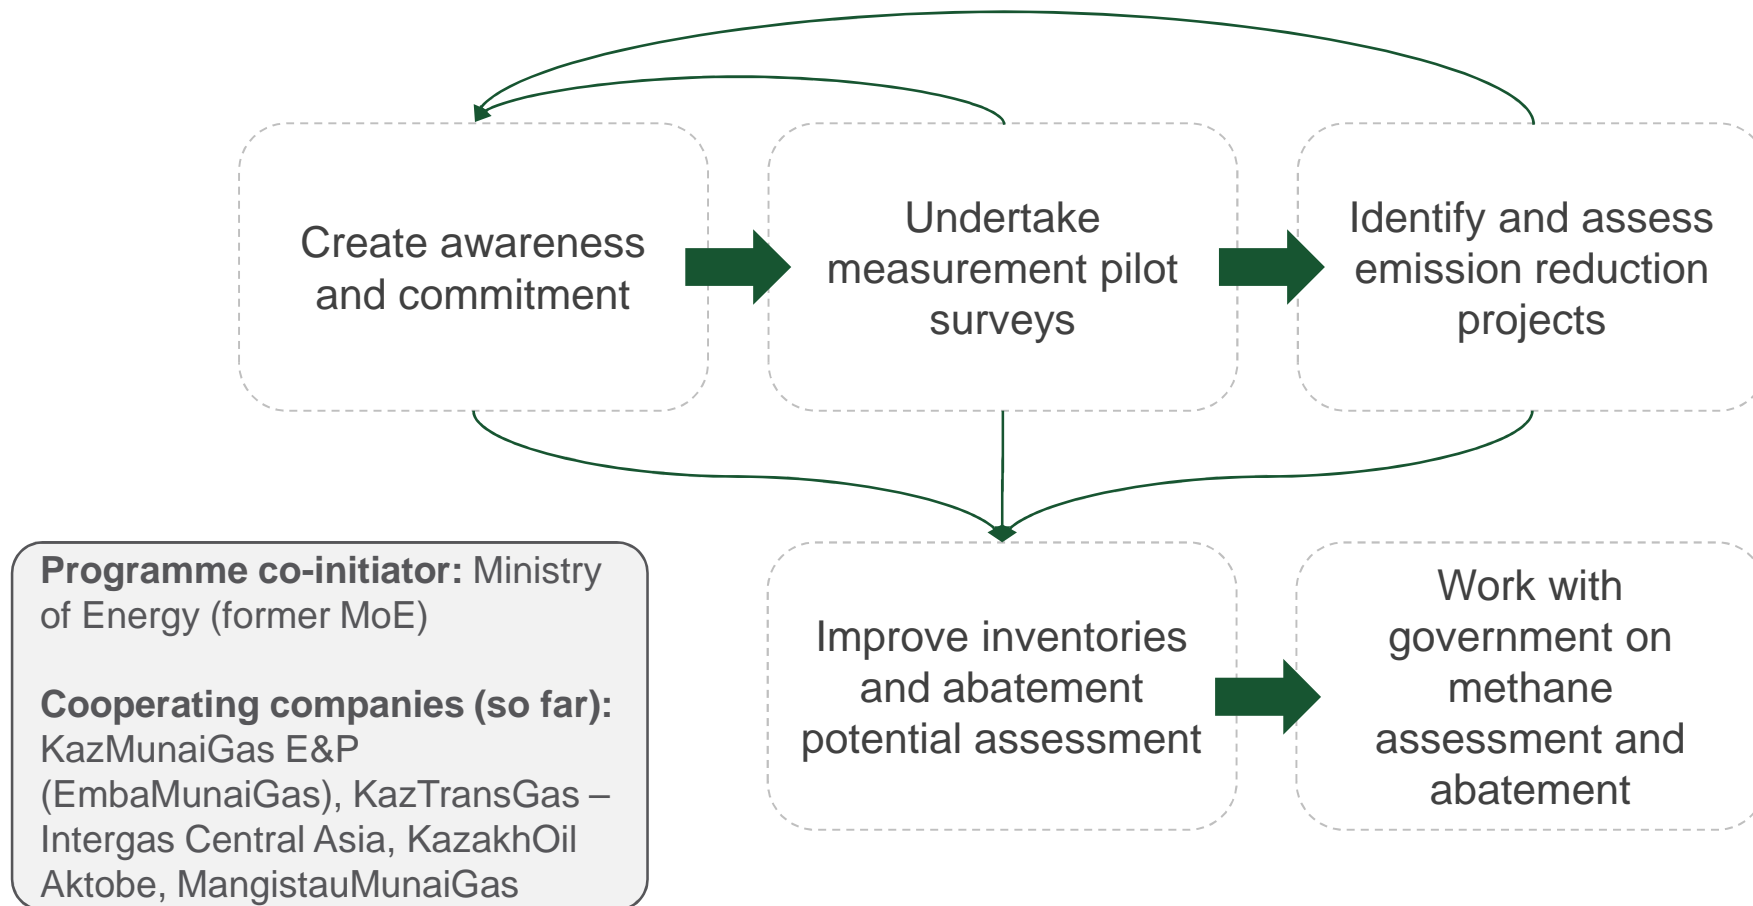 Create awareness
and commitment
Undertake
measurement pilot
surveys
Identify and assess
emission reduction
projects
Programme co-initiator: Ministry
of Energy (former MoE)
Cooperating companies (so far):
KazMunaiGas E&P
(EmbaMunaiGas), KazTransGas –
Intergas Central Asia, KazakhOil
Aktobe, MangistauMunaiGas
Improve inventories
and abatement
potential assessment
Work with
government on
methane
assessment and
abatement